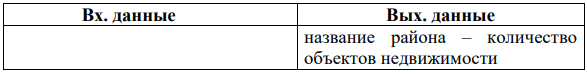 Вх. данные Вых. данные
название района – количество
объектов недвижимости